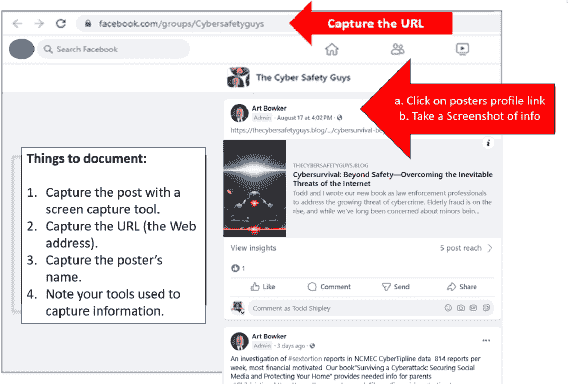 facebook.com/groups/Cybersafetyguys
Capture the URL
Search Facebook
The Cyber Safety Guys
Art Bowker
Admin · August 17 at 4:02 PM ·
https://thecybersafetyguys.blog/.../cybersurvival-be
a. Click on posters profile link
b. Take a Screenshot of info
Things to document:
1. Capture the post with a
screen capture tool.
2. Capture the URL (the Web
address).
3. Capture the poster's
name.
4. Note your tools used to
capture information.
THECYBERSAFETYGUYS.BLOG
Cybersurvival: Beyond Safety—Overcoming the Inevitable
Threats of the Internet
Todd and I wrote our new book as law enforcement professionals
to address the growing threat of cybercrime. Elderly fraud is on the
rise, and while we've long been concerned about minors bein...
View insights
5 post reach
1
Like
Comment
Send
Share
Comment as Todd Shipley
Art Bowker
Admin · 3 days ago ·
An investigation of #sextortion reports in NCMEC CyberTipline data 814 reports per
week, most financial motivated. Our book"Surviving a Cyberattack: Securing Social
Media and Protecting Your Home" provides needed info for parents